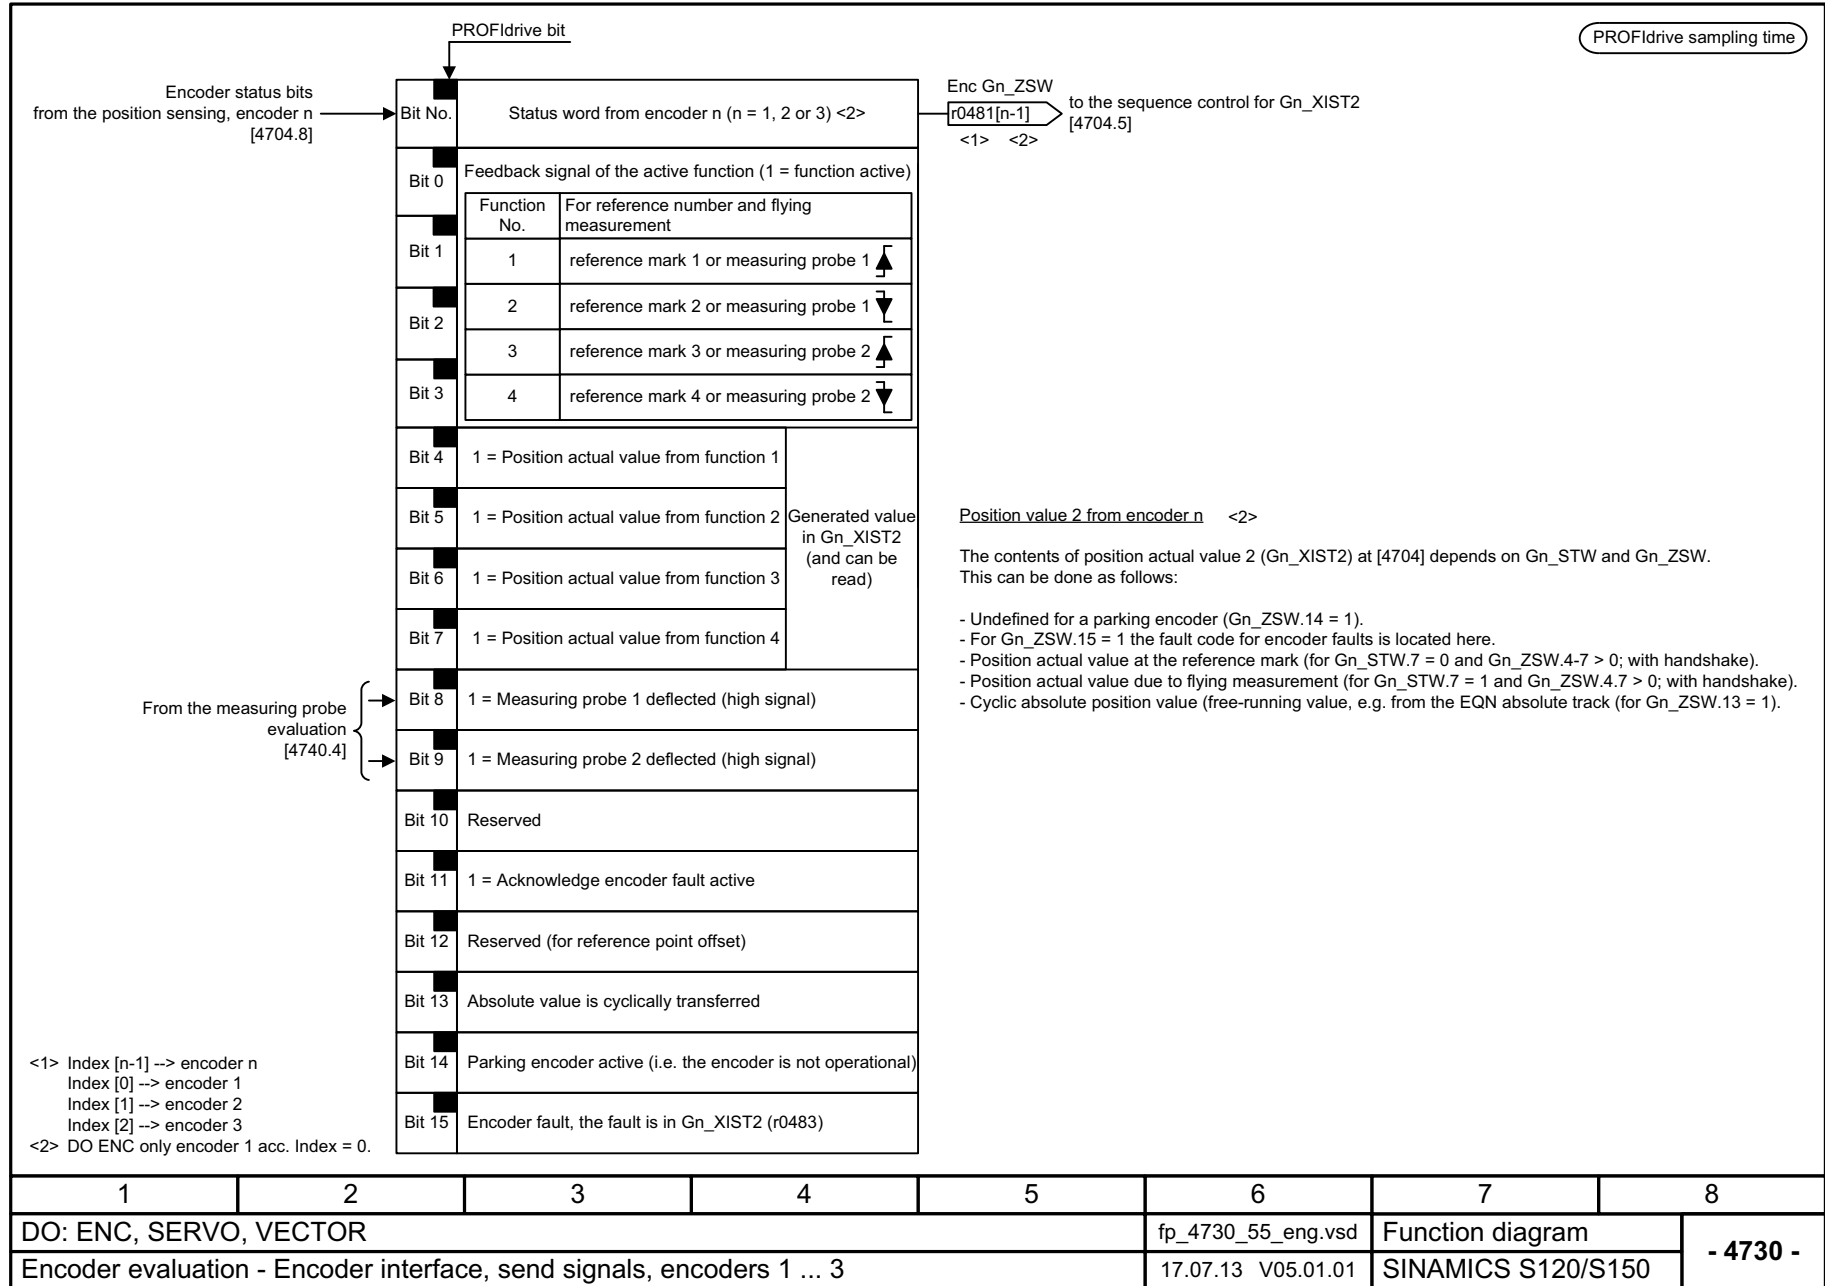 PROFIdrive bit
PROFIdrive sampling time
Encoder status bits
from the position sensing, encoder n
[4704.8]
Bit No.
Status word from encoder n (n = 1, 2 or 3) <2>
Enc Gn_ZSW
r0481[n-1]
<1> <2>
to the sequence control for Gn_XIST2
[4704.5]
Bit 0
Feedback signal of the active function (1 = function active)
Function No.
For reference number and flying measurement
Bit 1
1 reference mark 1 or measuring probe 1
Bit 2
2 reference mark 2 or measuring probe 1
3 reference mark 3 or measuring probe 2
Bit 3
4 reference mark 4 or measuring probe 2
Bit 4 1 = Position actual value from function 1
Bit 5 1 = Position actual value from function 2
Bit 6 1 = Position actual value from function 3
Bit 7 1 = Position actual value from function 4
Generated value
in Gn_XIST2
(and can be
read)
Position value 2 from encoder n <2>
The contents of position actual value 2 (Gn_XIST2) at [4704] depends on Gn_STW and Gn_ZSW.
This can be done as follows:
- Undefined for a parking encoder (Gn_ZSW.14 = 1).
- For Gn_ZSW.15 = 1 the fault code for encoder faults is located here.
- Position actual value at the reference mark (for Gn_STW.7 = 0 and Gn_ZSW.4-7 > 0; with handshake).
- Position actual value due to flying measurement (for Gn_STW.7 = 1 and Gn_ZSW.4.7 > 0; with handshake).
- Cyclic absolute position value (free-running value, e.g. from the EQN absolute track (for Gn_ZSW.13 = 1).
From the measuring probe
evaluation
[4740.4]
Bit 8 1 = Measuring probe 1 deflected (high signal)
Bit 9 1 = Measuring probe 2 deflected (high signal)
Bit 10 Reserved
Bit 11 1 = Acknowledge encoder fault active
Bit 12 Reserved (for reference point offset)
Bit 13 Absolute value is cyclically transferred
Bit 14 Parking encoder active (i.e. the encoder is not operational)
Bit 15 Encoder fault, the fault is in Gn_XIST2 (r0483)
<1> Index [n-1] --> encoder n
Index [0] --> encoder 1
Index [1] --> encoder 2
Index [2] --> encoder 3
<2> DO ENC only encoder 1 acc. Index = 0.
1 2 3 4 5 6 7 8
DO: ENC, SERVO, VECTOR
fp_4730_55_eng.vsd
Function diagram
- 4730 -
Encoder evaluation - Encoder interface, send signals, encoders 1 ... 3
17.07.13 V05.01.01
SINAMICS S120/S150